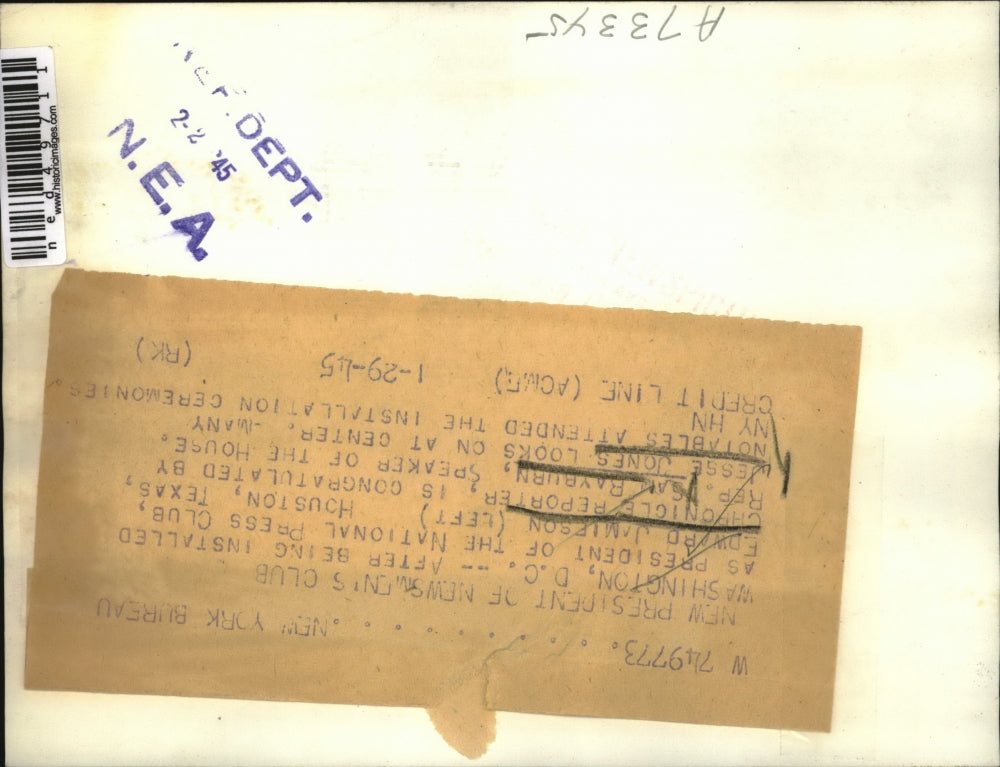 W 749773. . . . . . . . . .NEW YORK BUREAU
NEW PRESIDENT OF NEWSMEN'S CLUB
WASHINGTON, D.C. -- AFTER BEING INSTALLED
AS PRESIDENT OF THE NATIONAL PRESS CLUB,
EDWARD JAMIESON (LEFT) HOUSTON, TEXAS,
CHRONICLE REPORTER, IS CONGRATULATED BY
REP. SAM RAYBURN, SPEAKER OF THE HOUSE.
JESSE JONES LOOKS ON AT CENTER. MANY
NOTABLES ATTENDED THE INSTALLATION CEREMONIES.
NY HN
CREDIT LINE (ACME) 1-29-45 (RK)
A73345
REF. DEPT.
2-2 '45
N.E.A.
ned49711
www.historicimages.com